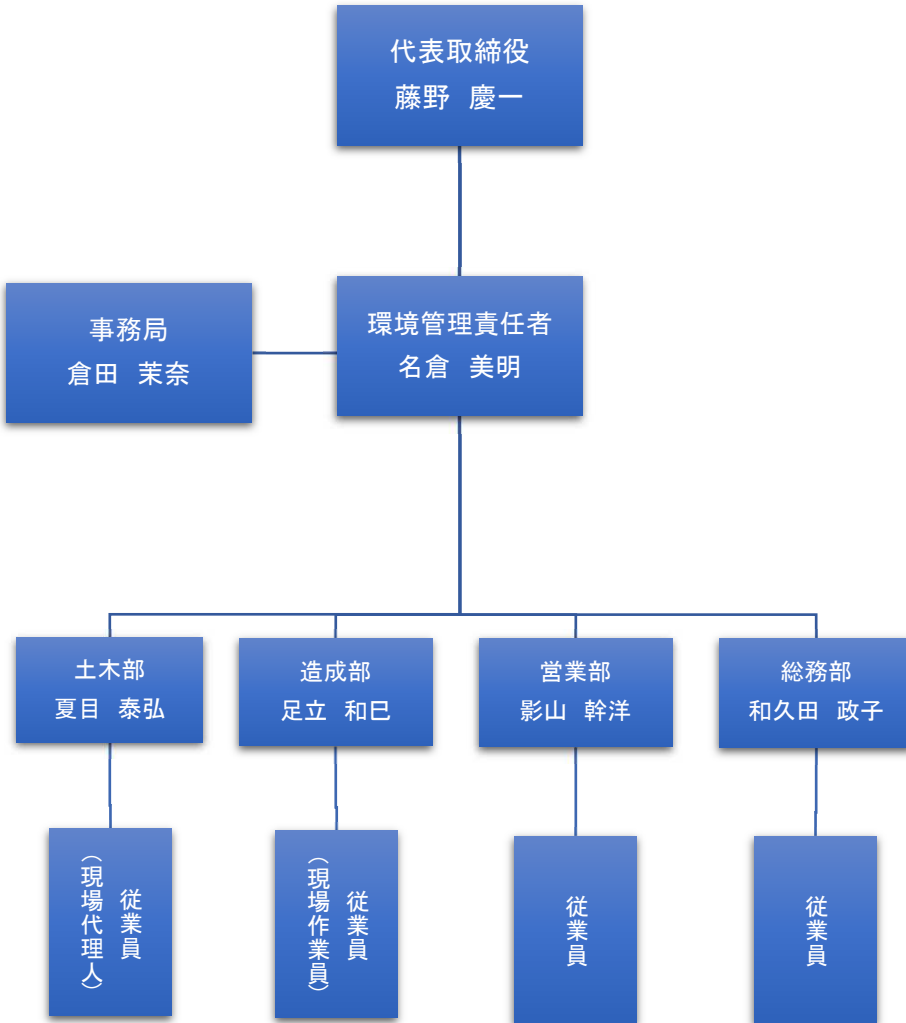 代表取締役
藤野　慶一
事務局
倉田　茉奈
環境管理責任者
名倉　美明
土木部
夏目　泰弘
造成部
足立　和巳
営業部
影山　幹洋
総務部
和久田　政子
従業員
（現場代理人）
従業員
（現場作業員）
従業員
従業員